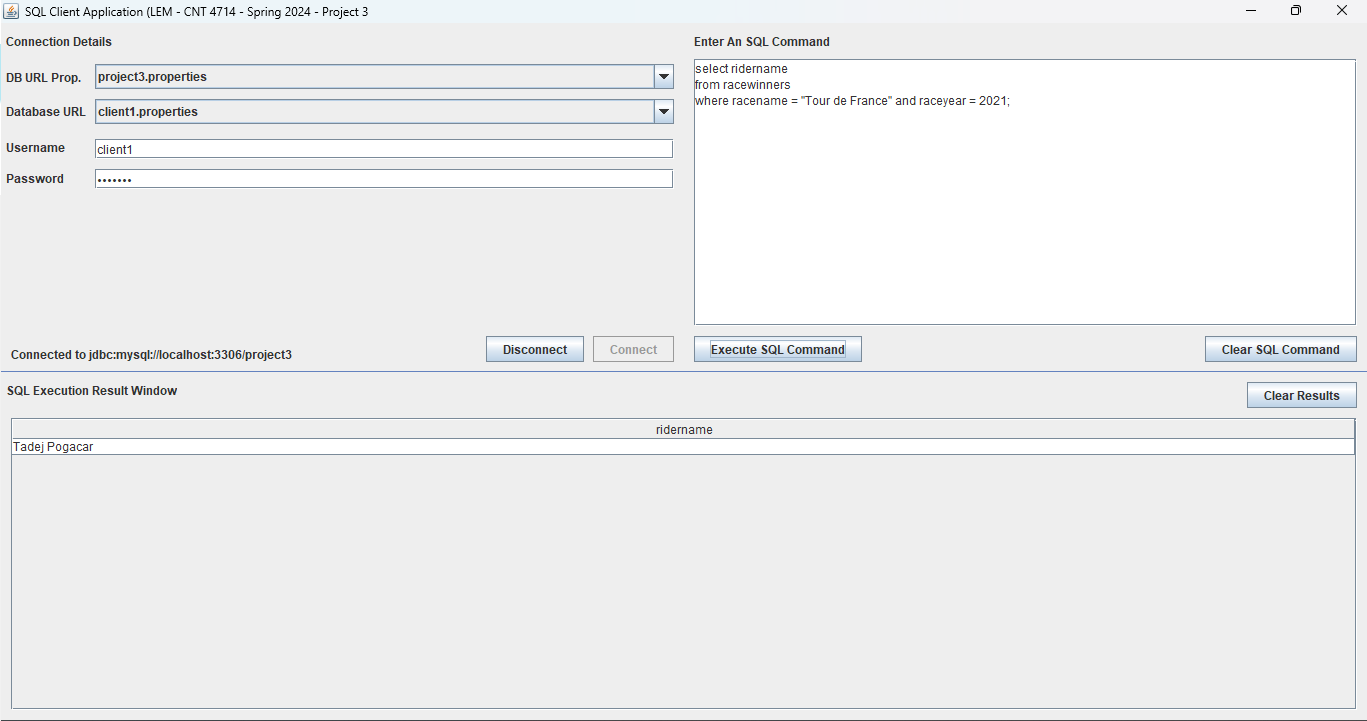 SQL Client Application (LEM - CNT 4714 - Spring 2024 - Project 3
Connection Details
DB URL Prop.
project3.properties
Database URL
client1.properties
Username
client1
Password
•••••••
Connected to jdbc:mysql://localhost:3306/project3
Disconnect
Connect
Enter An SQL Command
select ridername
from racewinners
where racename = "Tour de France" and raceyear = 2021;
Execute SQL Command
Clear SQL Command
SQL Execution Result Window
Clear Results
ridername
Tadej Pogacar